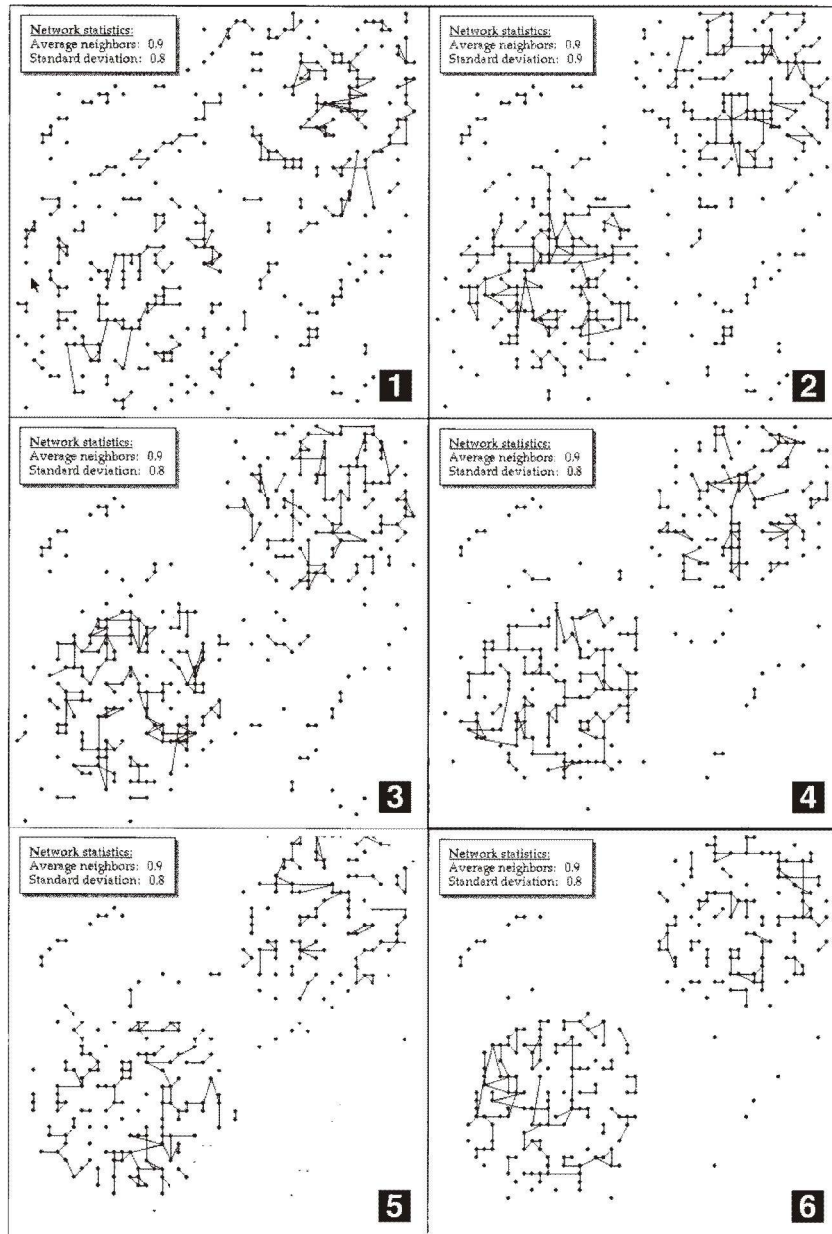 Network statistics:
Average neighbors: 0.9
Standard deviation: 0.8
1
Network statistics:
Average neighbors: 0.9
Standard deviation: 0.9
2
Network statistics:
Average neighbors: 0.9
Standard deviation: 0.8
3
Network statistics:
Average neighbors: 0.9
Standard deviation: 0.8
4
Network statistics:
Average neighbors: 0.9
Standard deviation: 0.8
5
Network statistics:
Average neighbors: 0.9
Standard deviation: 0.8
6